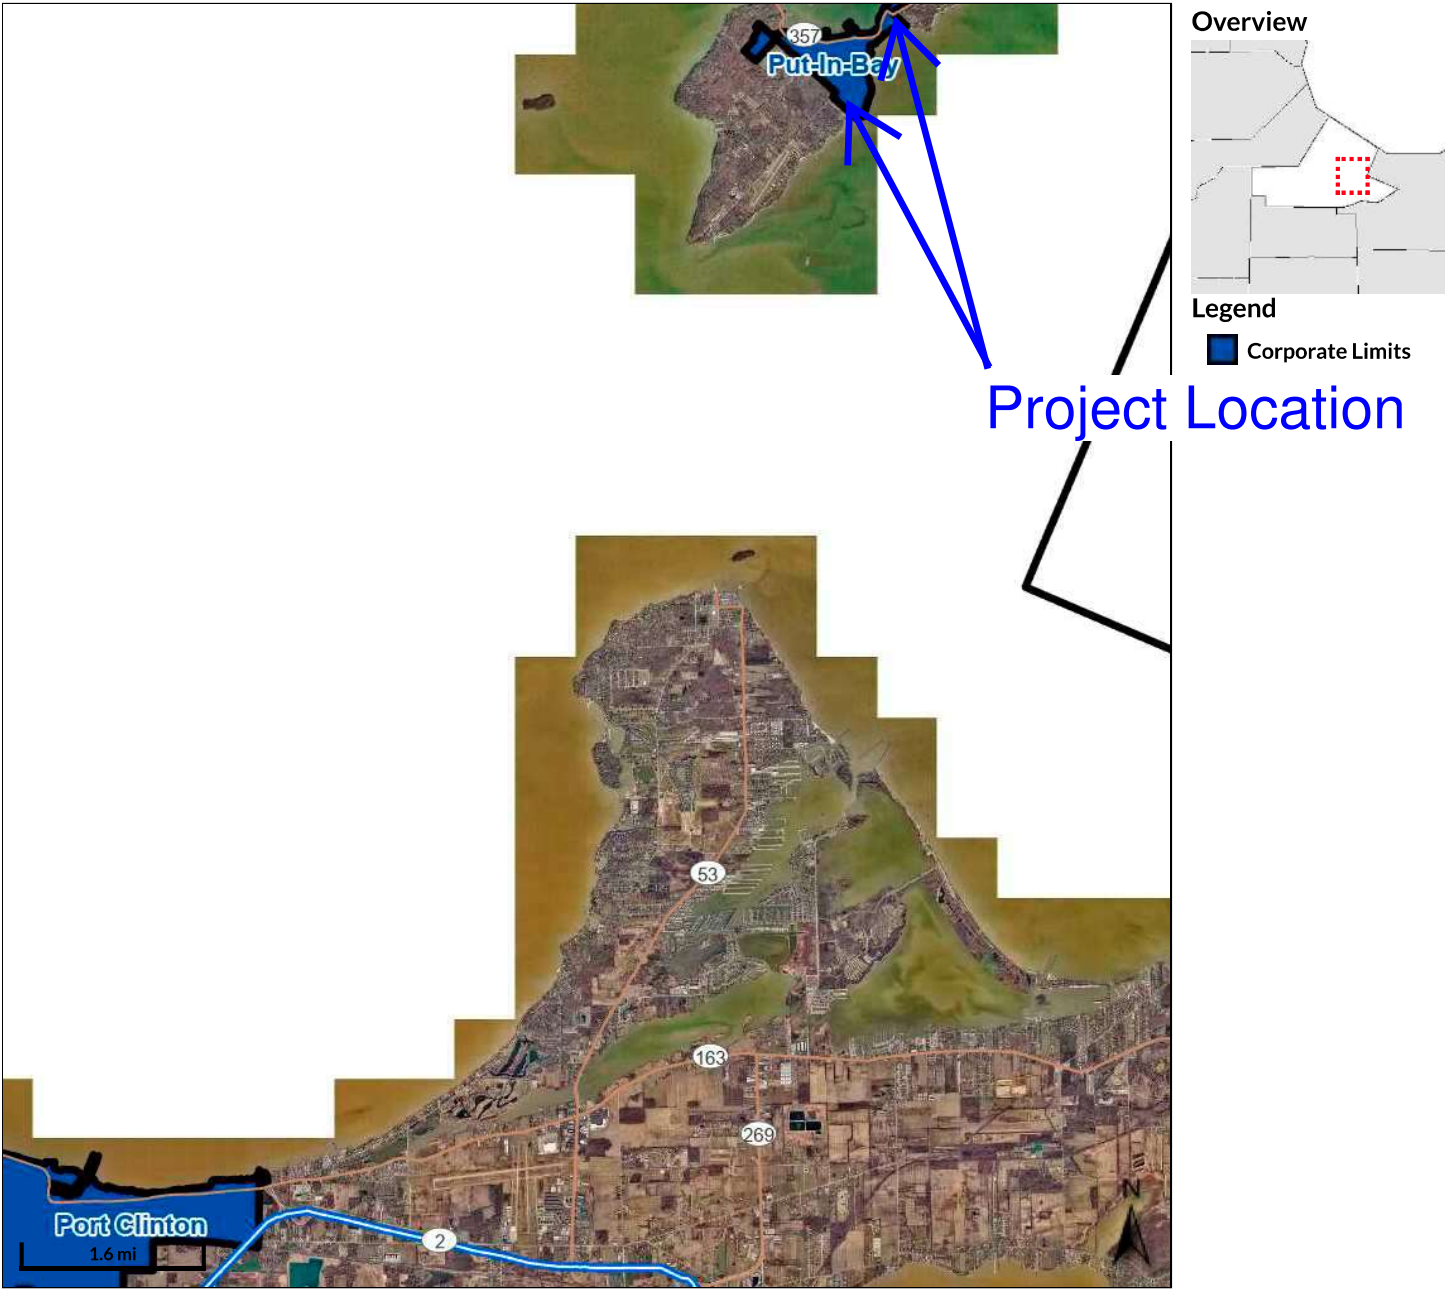 Overview
357
Put-In-Bay
Legend
Corporate Limits
Project Location
53
163
269
N
Port Clinton
2
1.6 mi